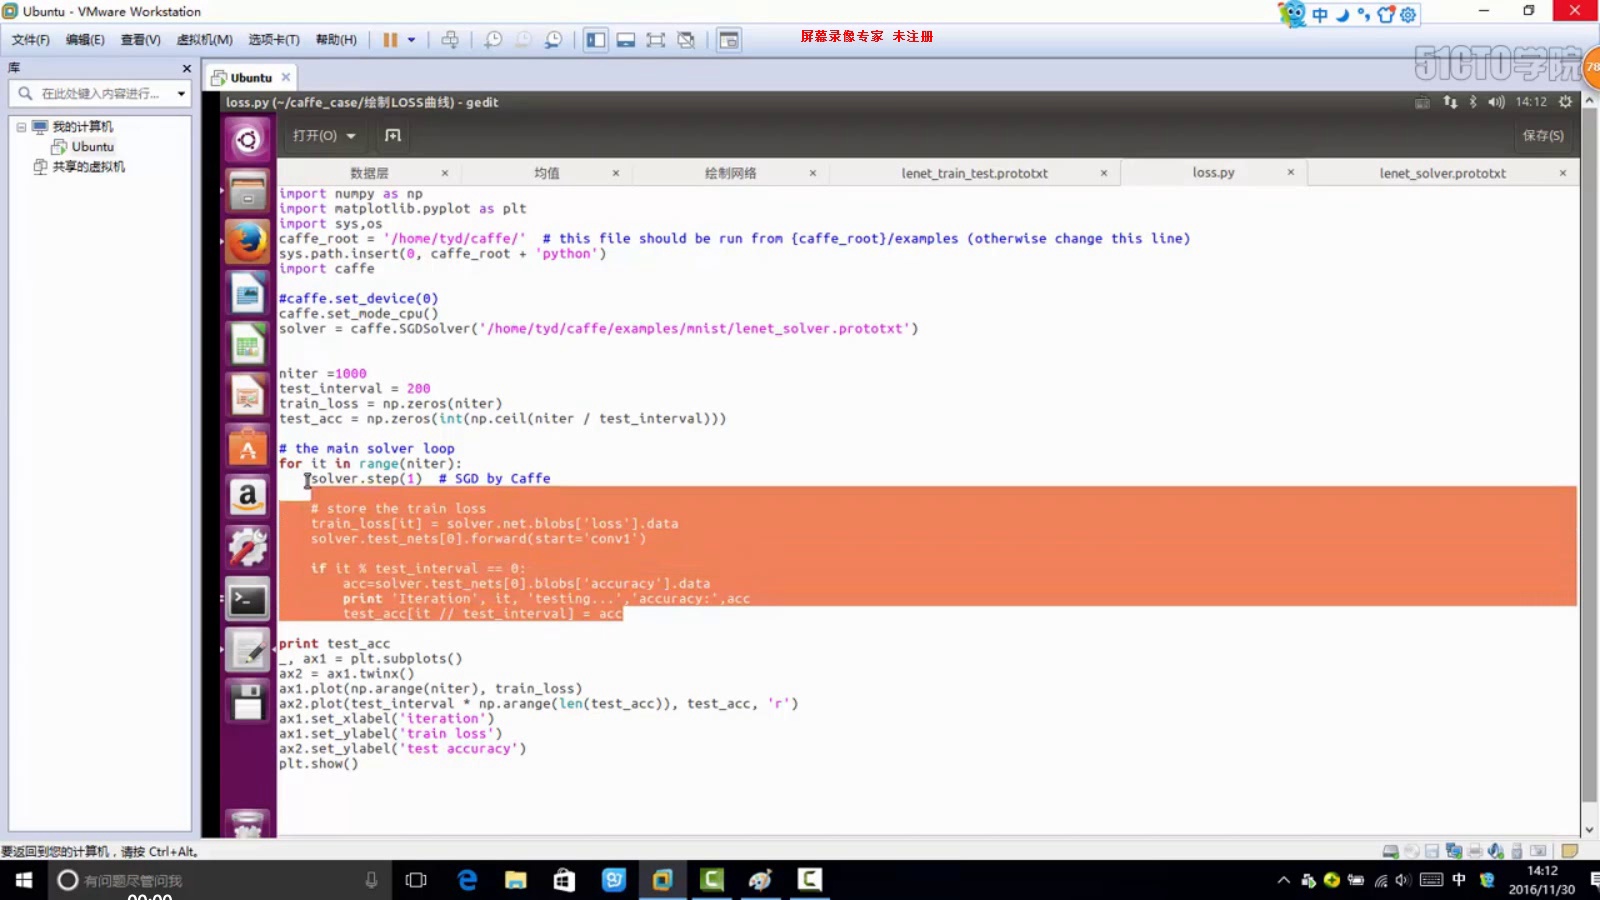 Ubuntu - VMware Workstation
中
文件(F) 编辑(E) 查看(V) 虚拟机(M) 选项卡(T) 帮助(H)
屏幕录像专家 未注册
51CTO学院
78
库
Ubuntu
在此处键入内容进行...
我的计算机
Ubuntu
共享的虚拟机
loss.py (~/caffe_case/绘制LOSS曲线) - gedit
14:12
打开(O)
保存(S)
数据层
均值
绘制网络
lenet_train_test.prototxt
loss.py
lenet_solver.prototxt
import numpy as np
import matplotlib.pyplot as plt
import sys,os
caffe_root = '/home/tyd/caffe/'  # this file should be run from {caffe_root}/examples (otherwise change this line)
sys.path.insert(0, caffe_root + 'python')
import caffe
#caffe.set_device(0)
caffe.set_mode_cpu()
solver = caffe.SGDSolver('/home/tyd/caffe/examples/mnist/lenet_solver.prototxt')
niter =1000
test_interval = 200
train_loss = np.zeros(niter)
test_acc = np.zeros(int(np.ceil(niter / test_interval)))
# the main solver loop
for it in range(niter):
    solver.step(1)  # SGD by Caffe
    # store the train loss
    train_loss[it] = solver.net.blobs['loss'].data
    solver.test_nets[0].forward(start='conv1')
    if it % test_interval == 0:
        acc=solver.test_nets[0].blobs['accuracy'].data
        print 'Iteration', it, 'testing...','accuracy:',acc
        test_acc[it // test_interval] = acc
print test_acc
_, ax1 = plt.subplots()
ax2 = ax1.twinx()
ax1.plot(np.arange(niter), train_loss)
ax2.plot(test_interval * np.arange(len(test_acc)), test_acc, 'r')
ax1.set_xlabel('iteration')
ax1.set_ylabel('train loss')
ax2.set_ylabel('test accuracy')
plt.show()
要返回到您的计算机，请按 Ctrl+Alt。
有问题尽管问我
中
14:12
2016/11/30
00:00